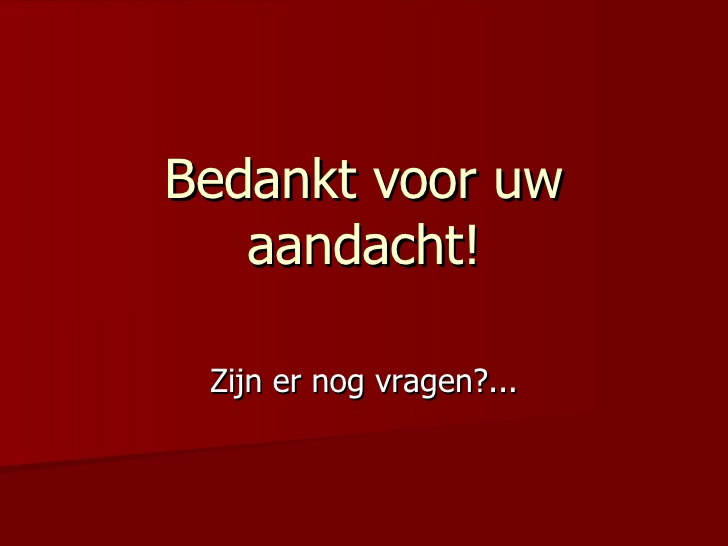 Bedankt voor uw
aandacht!
Zijn er nog vragen?...